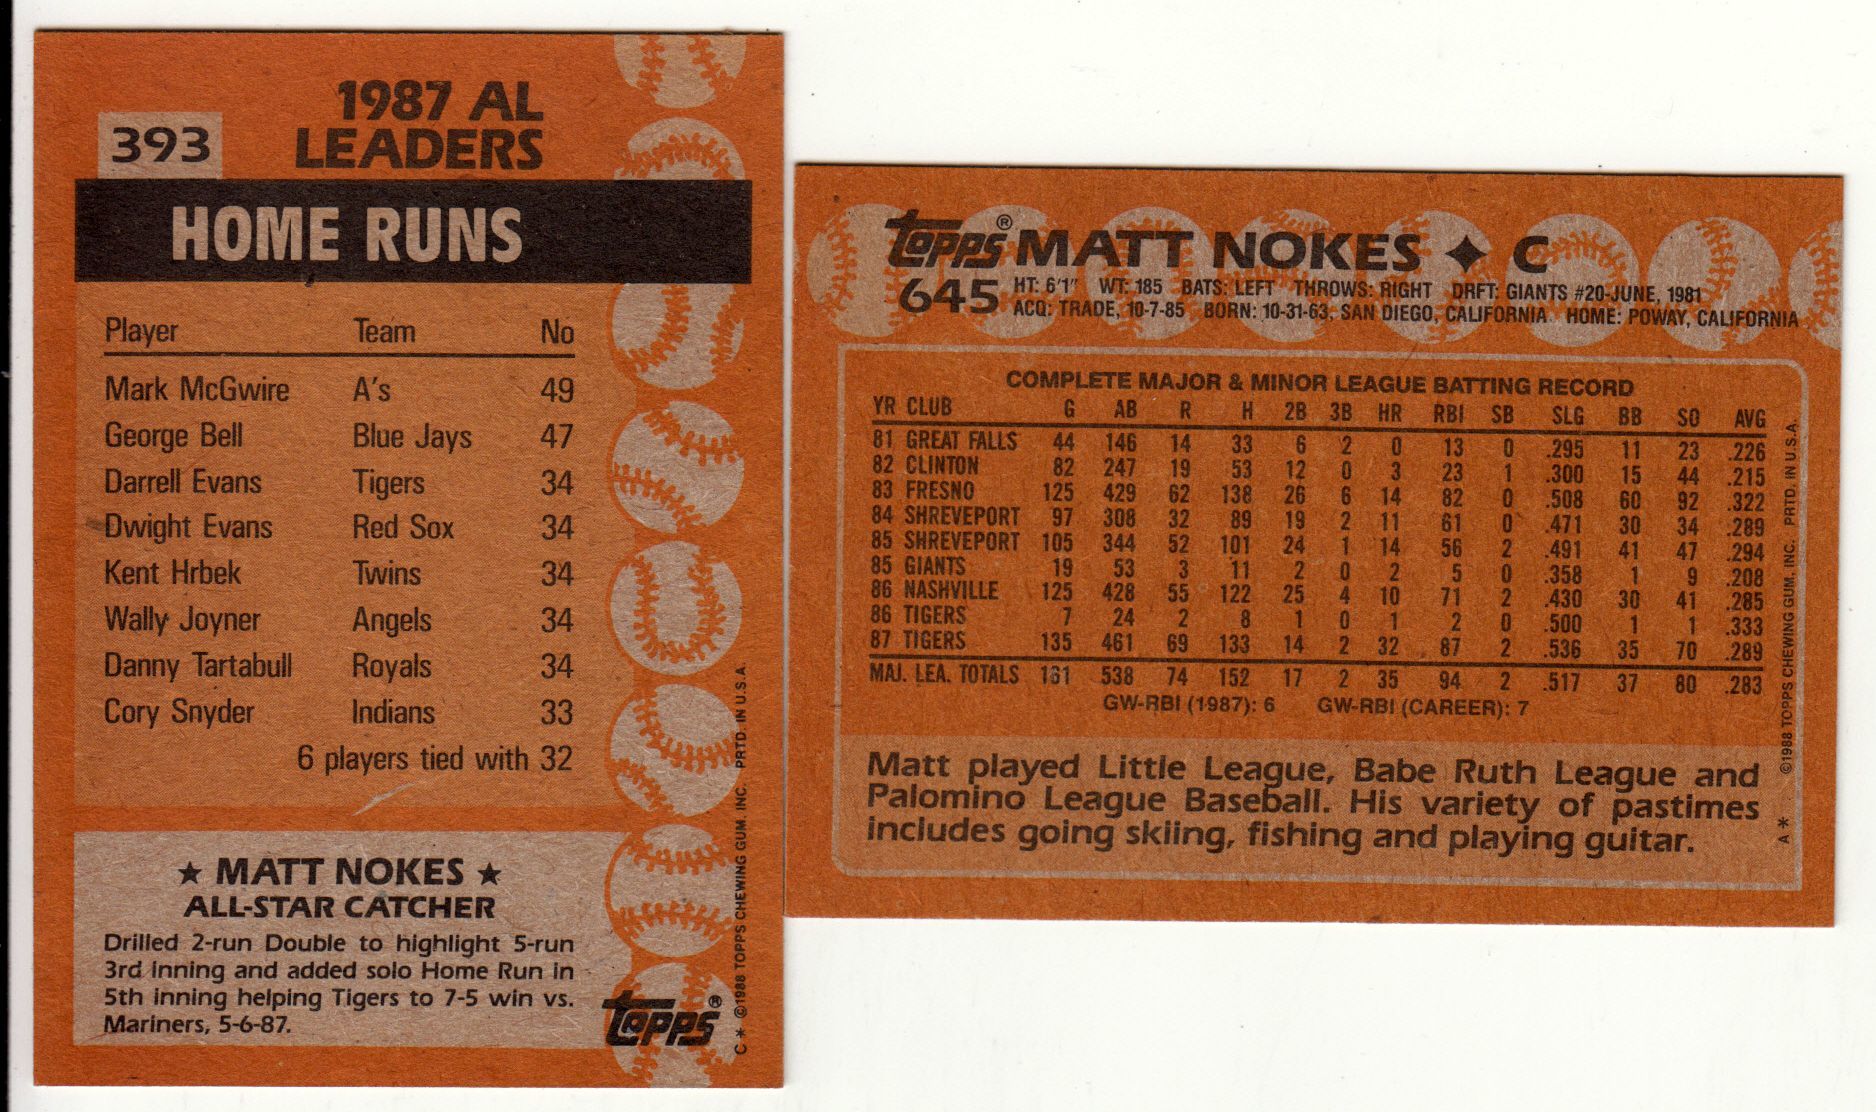 393
1987 AL
LEADERS
HOME RUNS
Player Team No
Mark McGwire A's 49
George Bell Blue Jays 47
Darrell Evans Tigers 34
Dwight Evans Red Sox 34
Kent Hrbek Twins 34
Wally Joyner Angels 34
Danny Tartabull Royals 34
Cory Snyder Indians 33
6 players tied with 32
★ MATT NOKES ★
ALL-STAR CATCHER
Drilled 2-run Double to highlight 5-run
3rd inning and added solo Home Run in
5th inning helping Tigers to 7-5 win vs.
Mariners, 5-6-87.
topps®
C * ©1988 TOPPS CHEWING GUM, INC. PRTD. IN U.S.A.
topps® MATT NOKES ✦ C
645 HT: 6'1" WT: 185 BATS: LEFT THROWS: RIGHT DRFT: GIANTS #20-JUNE, 1981
ACQ: TRADE, 10-7-85 BORN: 10-31-63, SAN DIEGO, CALIFORNIA HOME: POWAY, CALIFORNIA
COMPLETE MAJOR & MINOR LEAGUE BATTING RECORD
YR CLUB G AB R H 2B 3B HR RBI SB SLG BB SO AVG
81 GREAT FALLS 44 146 14 33 6 2 0 13 0 .295 11 23 .226
82 CLINTON 82 247 19 53 12 0 3 23 1 .300 15 44 .215
83 FRESNO 125 429 62 138 26 6 14 82 0 .508 60 92 .322
84 SHREVEPORT 97 308 32 89 19 2 11 61 0 .471 30 34 .289
85 SHREVEPORT 105 344 52 101 24 1 14 56 2 .491 41 47 .294
85 GIANTS 19 53 3 11 2 0 2 5 0 .358 1 9 .208
86 NASHVILLE 125 428 55 122 25 4 10 71 2 .430 30 41 .285
86 TIGERS 7 24 2 8 1 0 1 2 0 .500 1 1 .333
87 TIGERS 135 461 69 133 14 2 32 87 2 .536 35 70 .289
MAJ. LEA. TOTALS 161 538 74 152 17 2 35 94 2 .517 37 80 .283
GW-RBI (1987): 6 GW-RBI (CAREER): 7
Matt played Little League, Babe Ruth League and
Palomino League Baseball. His variety of pastimes
includes going skiing, fishing and playing guitar.
A * ©1988 TOPPS CHEWING GUM, INC. PRTD. IN U.S.A.